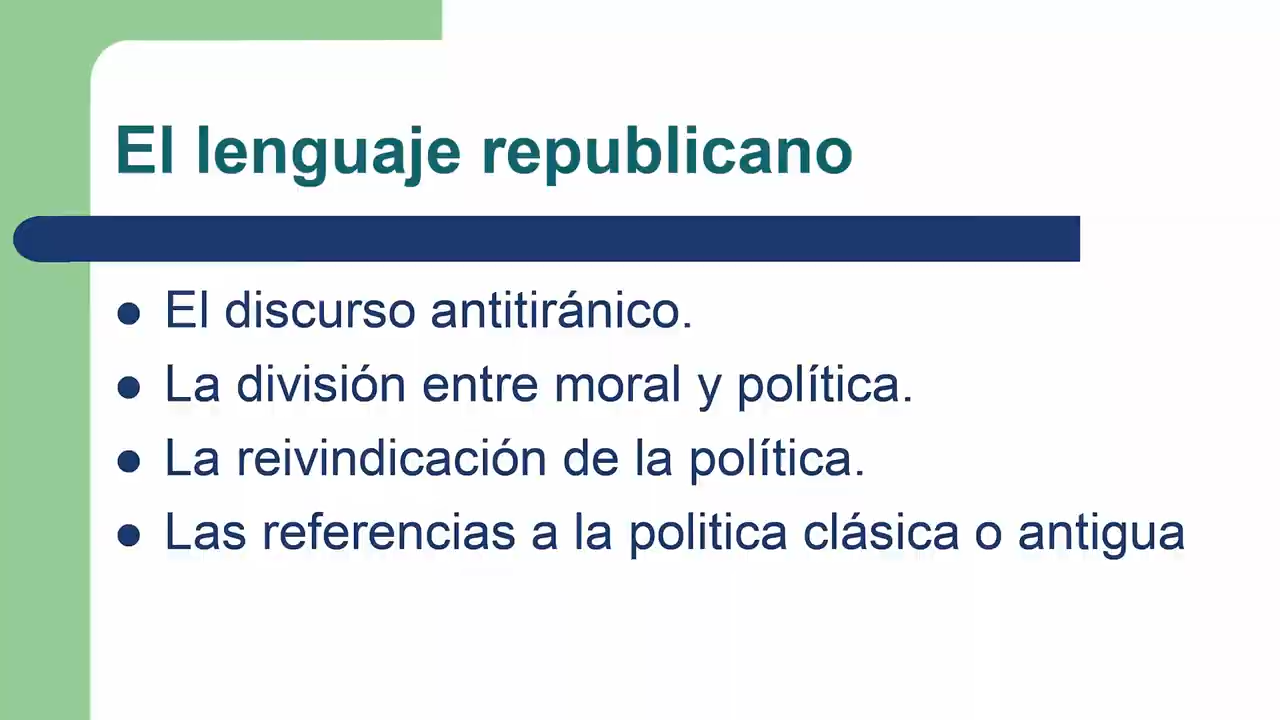 El lenguaje republicano
● El discurso antitiránico.
● La división entre moral y política.
● La reivindicación de la política.
● Las referencias a la politica clásica o antigua